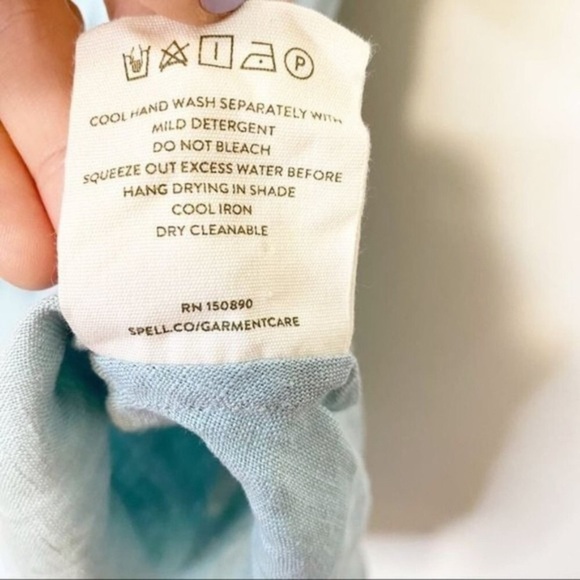 P
COOL HAND WASH SEPARATELY WITH
MILD DETERGENT
DO NOT BLEACH
SQUEEZE OUT EXCESS WATER BEFORE
HANG DRYING IN SHADE
COOL IRON
DRY CLEANABLE
RN 150890
SPELL.CO/GARMENTCARE